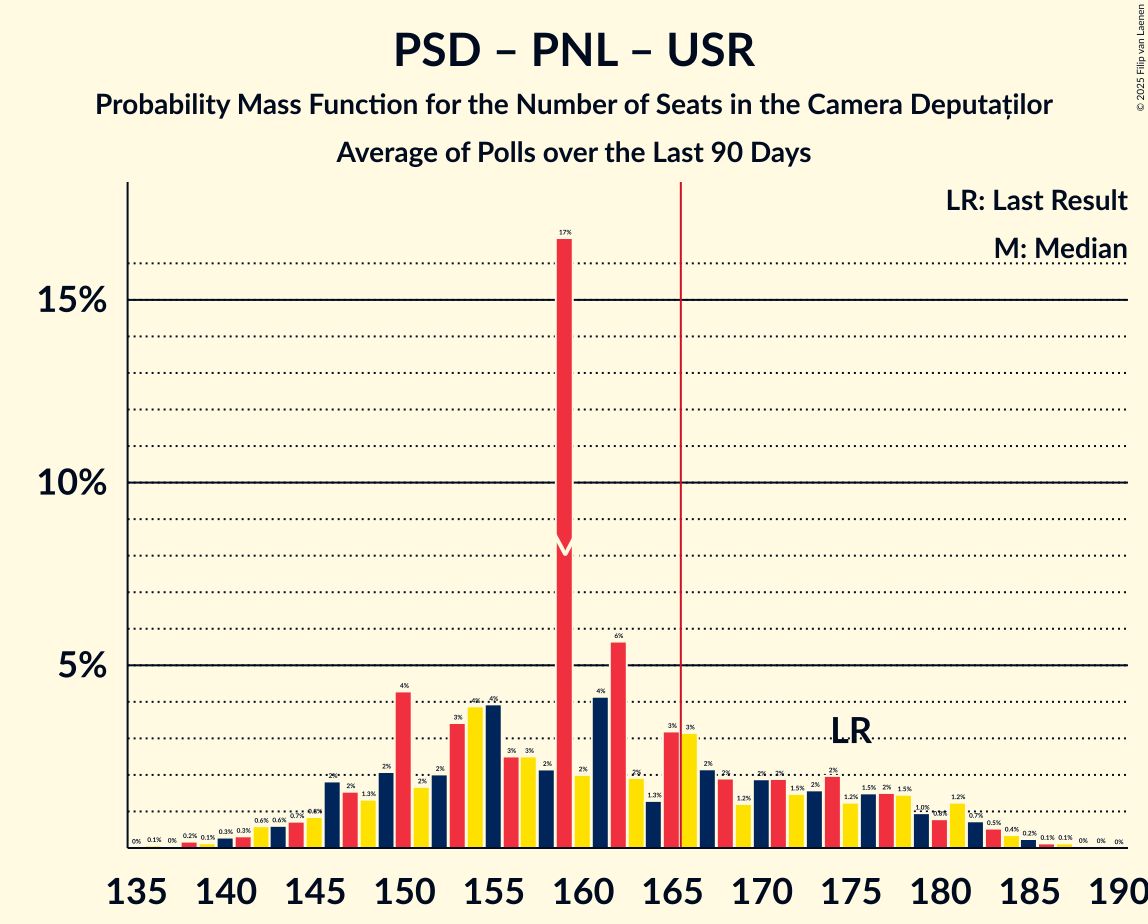 PSD – PNL – USR
Probability Mass Function for the Number of Seats in the Camera Deputaților
Average of Polls over the Last 90 Days
© 2025 Filip van Laenen
LR: Last Result
M: Median
15%
10%
5%
0% 0.1% 0% 0.2% 0.1% 0.3% 0.3% 0.6% 0.6% 0.7% 0.8% 2% 2% 1.3% 2% 4% 2% 2% 3% 4% 4% 3% 3% 2% 17% 2% 4% 6% 2% 1.3% 3% 3% 2% 2% 1.2% 2% 2% 1.5% 2% 2% 1.2% 1.5% 2% 1.5% 1.0% 0.8% 1.2% 0.7% 0.5% 0.4% 0.2% 0.1% 0.1% 0% 0% 0%
M
LR
135 140 145 150 155 160 165 170 175 180 185 190